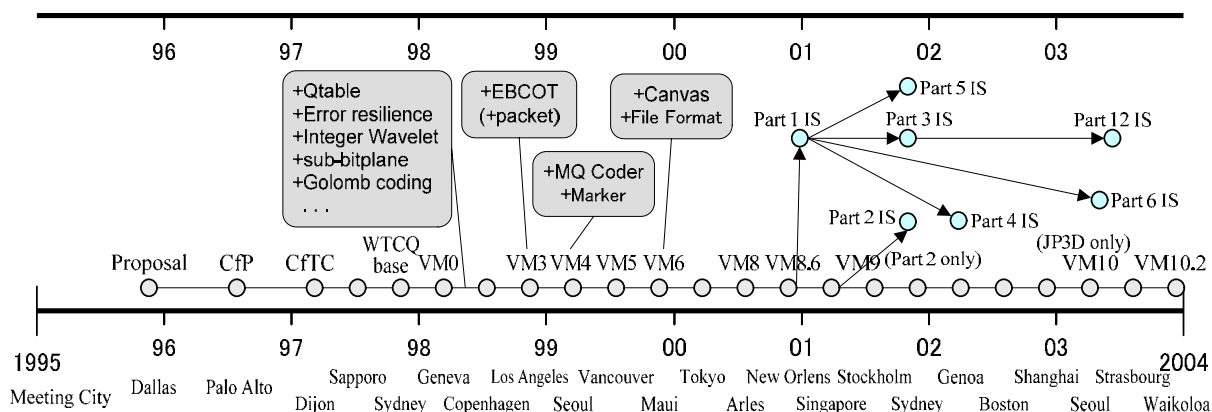 96 97 98 99 00 01 02 03
+Qtable
+Error resilience
+Integer Wavelet
+sub-bitplane
+Golomb coding
. . .
+EBCOT
(+packet)
+MQ Coder
+Marker
+Canvas
+File Format
Part 5 IS
Part 1 IS
Part 3 IS
Part 12 IS
Part 6 IS
Part 2 IS
Part 4 IS
(JP3D only)
WTCQ
base
Proposal CfP CfTC VM0 VM3 VM4 VM5 VM6 VM8 VM8.6 VM9 (Part 2 only) VM10 VM10.2
1995 96 97 98 99 00 01 02 03 2004
Meeting City Dallas Palo Alto Sapporo Geneva Los Angeles Vancouver Tokyo New Orlens Stockholm Genoa Shanghai Strasbourg
Dijon Sydney Copenhagen Seoul Maui Arles Singapore Sydney Boston Seoul Waikoloa